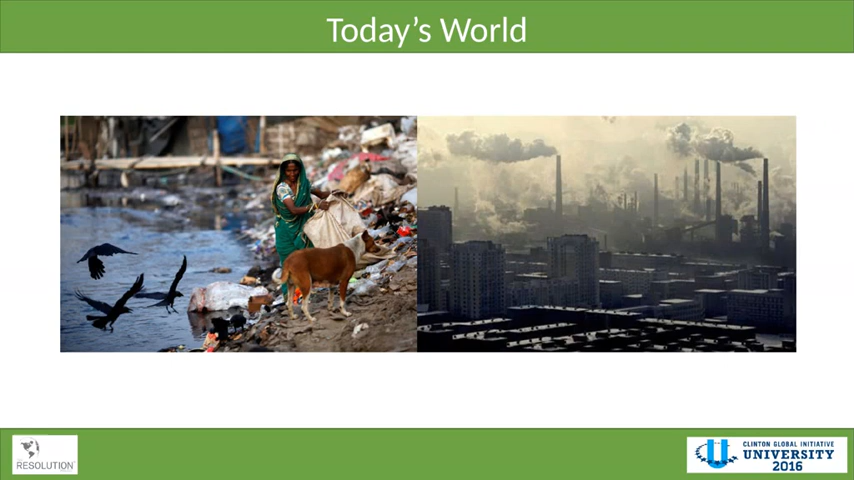 Today’s World
RESOLUTION
CLINTON GLOBAL INITIATIVE
UNIVERSITY
2016